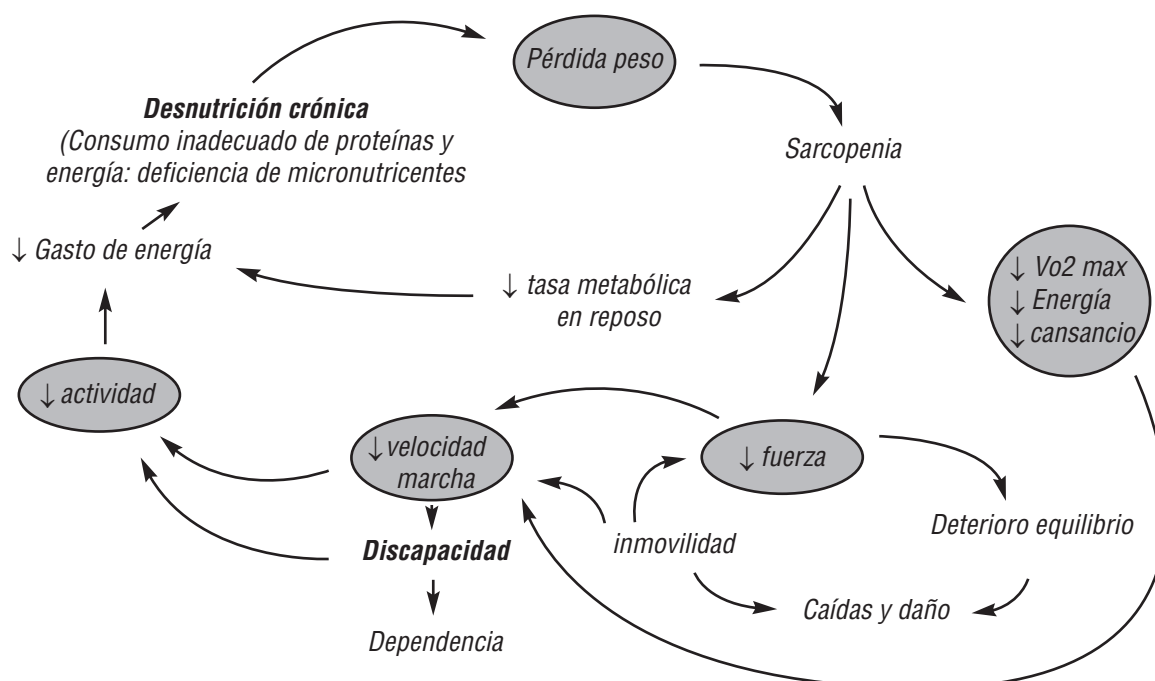 Pérdida peso
Desnutrición crónica
(Consumo inadecuado de proteínas y
energía: deficiencia de micronutricentes
Sarcopenia
↓ Gasto de energía
↓ tasa metabólica
en reposo
↓ Vo2 max
↓ Energía
↓ cansancio
↓ actividad
↓ velocidad
marcha
↓ fuerza
Discapacidad
inmovilidad
Deterioro equilibrio
Dependencia
Caídas y daño